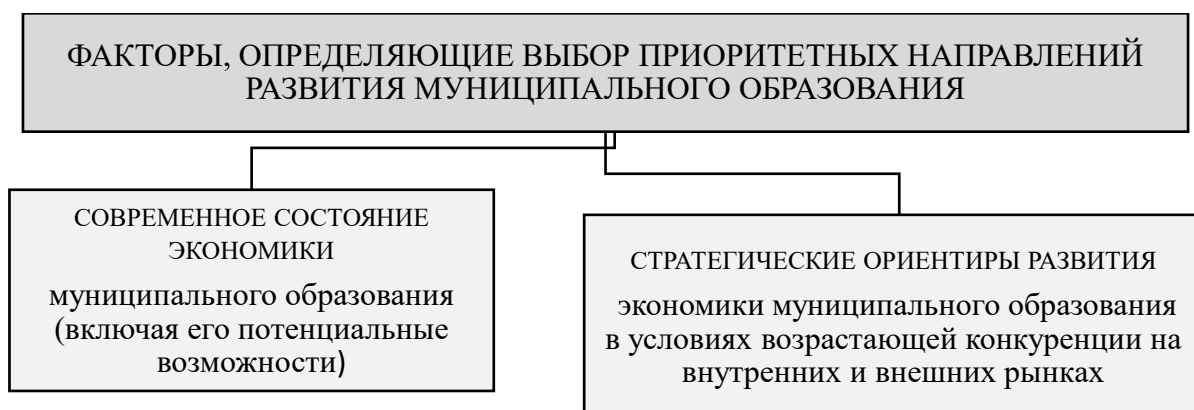 ФАКТОРЫ, ОПРЕДЕЛЯЮЩИЕ ВЫБОР ПРИОРИТЕТНЫХ НАПРАВЛЕНИЙ
РАЗВИТИЯ МУНИЦИПАЛЬНОГО ОБРАЗОВАНИЯ
СОВРЕМЕННОЕ СОСТОЯНИЕ
ЭКОНОМИКИ
муниципального образования
(включая его потенциальные
возможности)
СТРАТЕГИЧЕСКИЕ ОРИЕНТИРЫ РАЗВИТИЯ
экономики муниципального образования
в условиях возрастающей конкуренции на
внутренних и внешних рынках